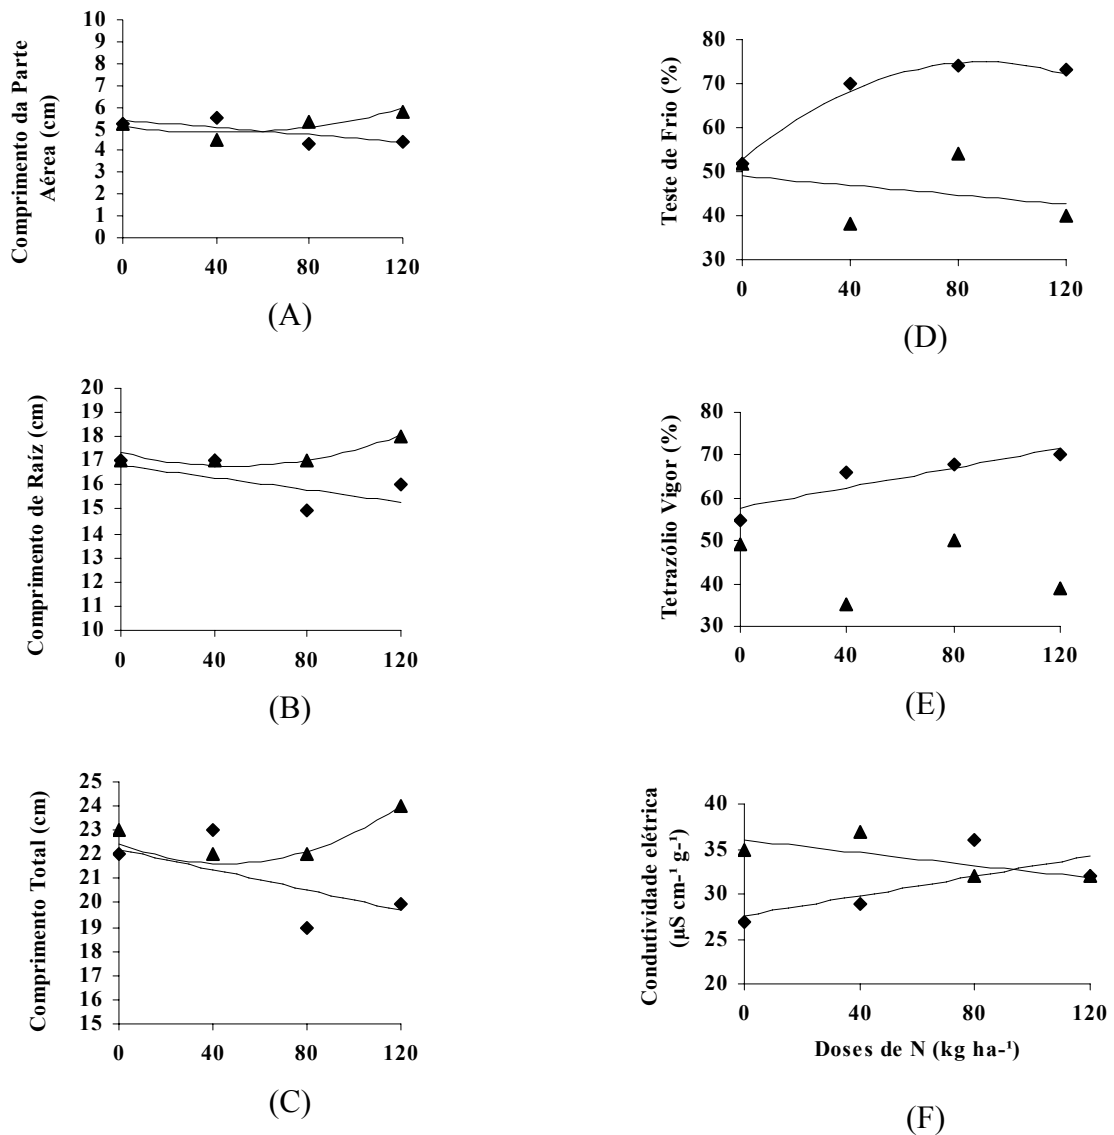 Comprimento da Parte
Aérea (cm)
10
9
8
7
6
5
4
3
2
1
0
0 40 80 120
(A)
Comprimento de Raíz (cm)
20
19
18
17
16
15
14
13
12
11
10
0 40 80 120
(B)
Comprimento Total (cm)
25
24
23
22
21
20
19
18
17
16
15
0 40 80 120
(C)
Teste de Frio (%)
80
70
60
50
40
30
0 40 80 120
(D)
Tetrazólio Vigor (%)
80
70
60
50
40
30
0 40 80 120
(E)
Condutividade elétrica
(µS cm-¹ g-¹)
40
35
30
25
20
0 40 80 120
Doses de N (kg ha-¹)
(F)